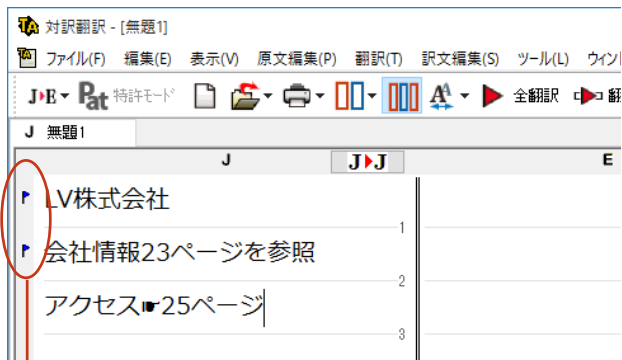 対訳翻訳 - [無題1]
ファイル(F) 編集(E) 表示(V) 原文編集(P) 翻訳(T) 訳文編集(S) ツール(L) ウィン
J▶E Pat 特許モード 全翻訳
J 無題1
J J▶J E
LV株式会社
1
会社情報23ページを参照
2
アクセス☛25ページ
3